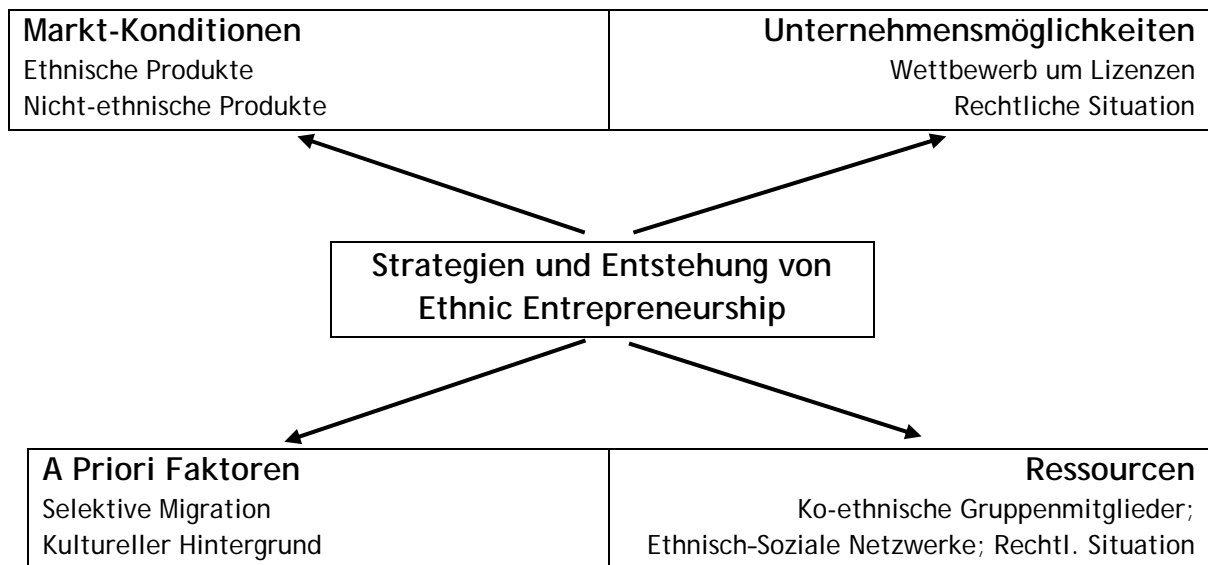 Markt-Konditionen
Ethnische Produkte
Nicht-ethnische Produkte
Unternehmensmöglichkeiten
Wettbewerb um Lizenzen
Rechtliche Situation
Strategien und Entstehung von
Ethnic Entrepreneurship
A Priori Faktoren
Selektive Migration
Kultureller Hintergrund
Ressourcen
Ko-ethnische Gruppenmitglieder;
Ethnisch-Soziale Netzwerke; Rechtl. Situation